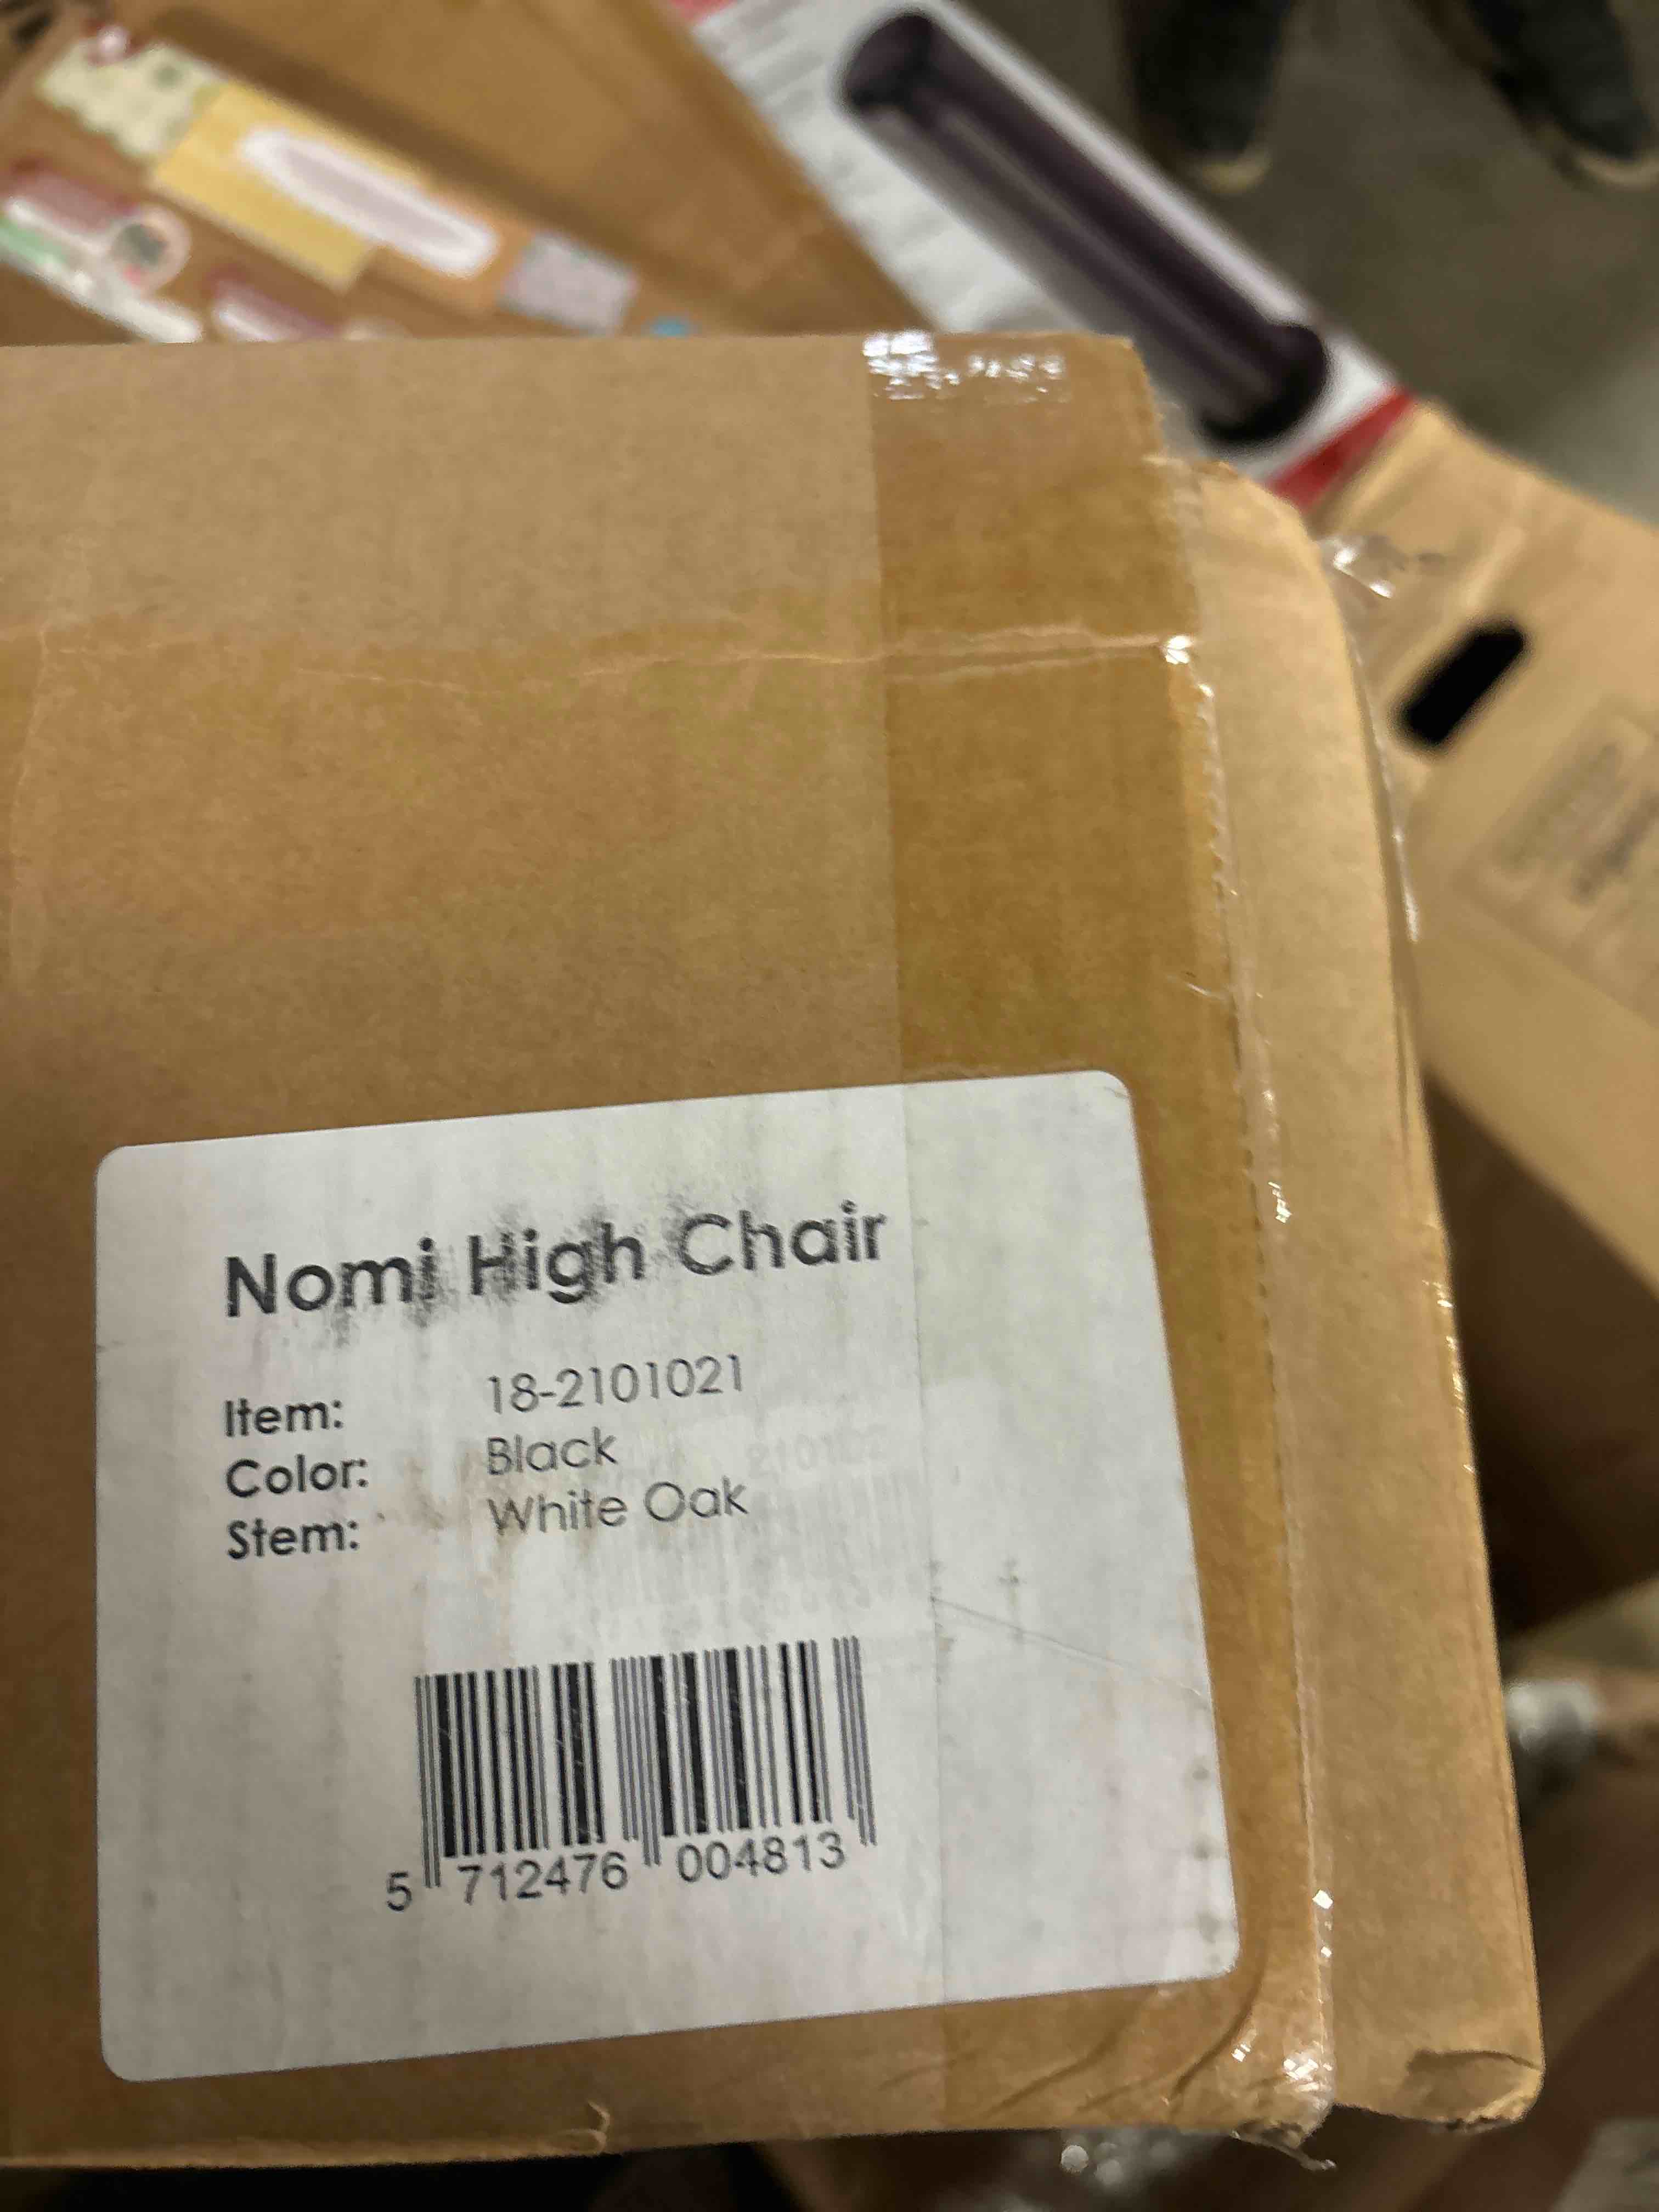 Nomi High Chair
Item: 18-2101021
Color: Black
Stem: White Oak
5 712476 004813